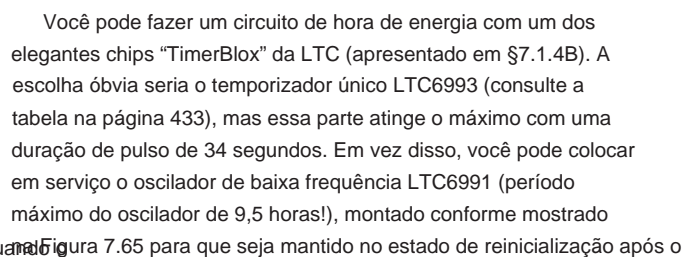 Você pode fazer um circuito de hora de energia com um dos
elegantes chips “TimerBlox” da LTC (apresentado em §7.1.4B). A
escolha óbvia seria o temporizador único LTC6993 (consulte a
tabela na página 433), mas essa parte atinge o máximo com uma
duração de pulso de 34 segundos. Em vez disso, você pode colocar
em serviço o oscilador de baixa frequência LTC6991 (período
máximo do oscilador de 9,5 horas!), montado conforme mostrado
na Figura 7.65 para que seja mantido no estado de reinicialização após o